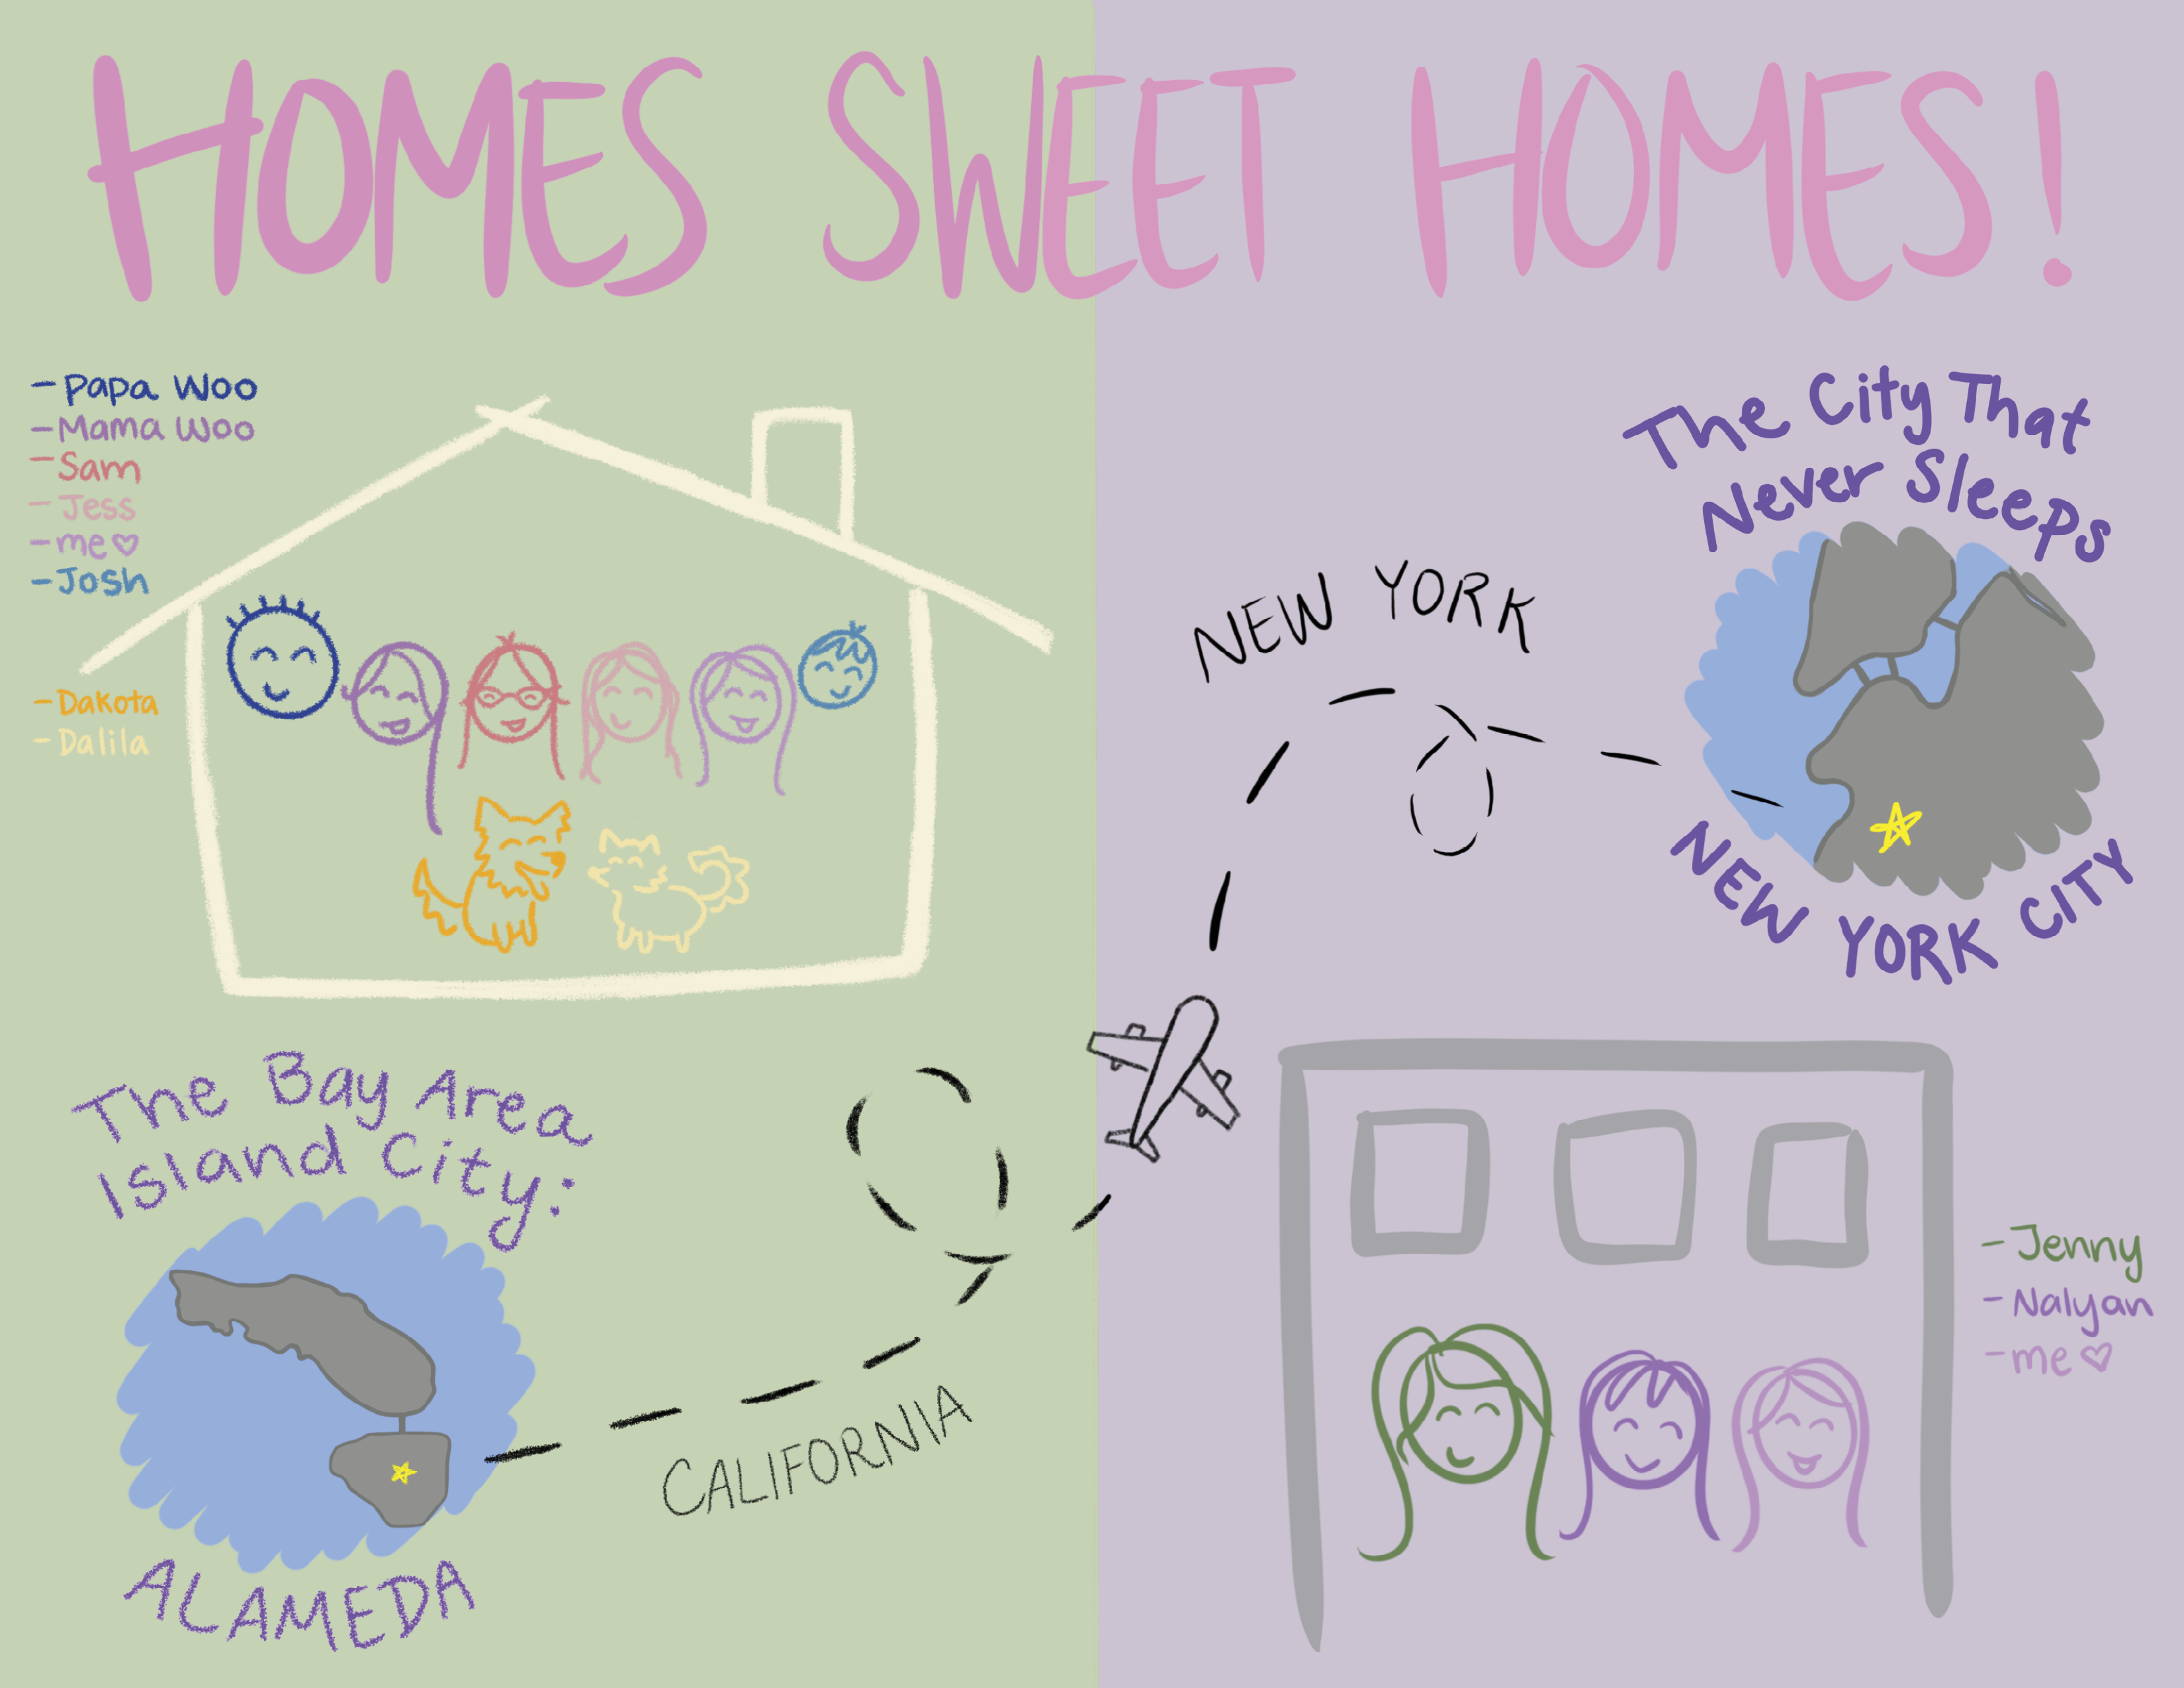 HOMES SWEET HOMES!
- Papa Woo
- Mama Woo
- Sam
- Jess
- me ♡
- Josh
- Dakota
- Dalila
The Bay Area
Island City:
ALAMEDA
CALIFORNIA
NEW YORK
The City That
Never Sleeps
NEW YORK CITY
- Jenny
- Nalyan
- me ♡